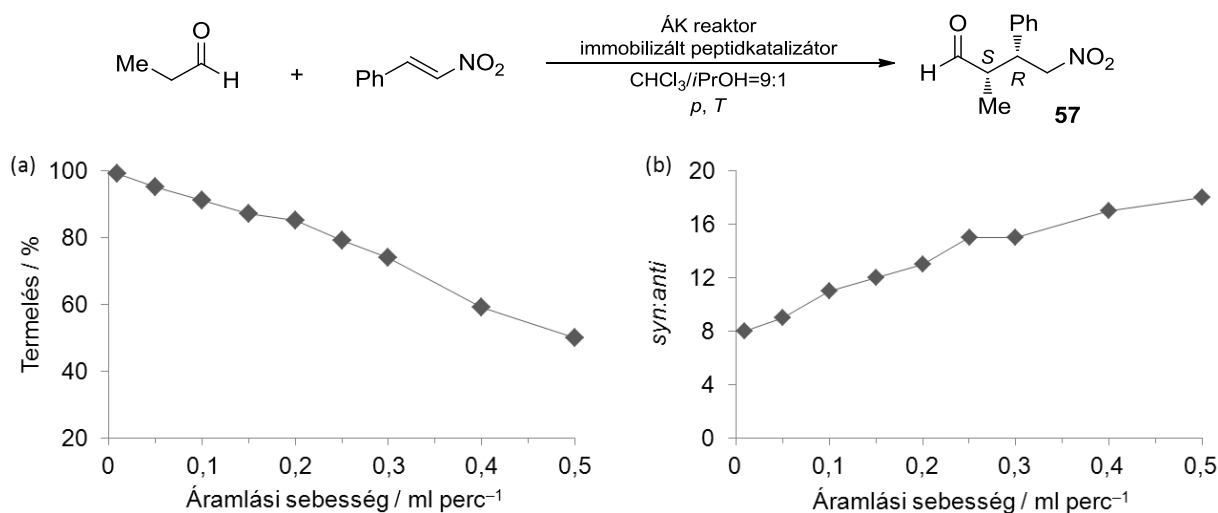 O
Me
H
+
Ph
NO2
ÁK reaktor
immobilizált peptidkatalizátor
CHCl3/iPrOH=9:1
p, T
O
Ph
H
S
R
NO2
Me
57
(a)
100
80
60
40
20
Termelés / %
0
0,1
0,2
0,3
0,4
0,5
Áramlási sebesség / ml perc−1
(b)
20
16
12
8
4
0
syn:anti
0
0,1
0,2
0,3
0,4
0,5
Áramlási sebesség / ml perc−1